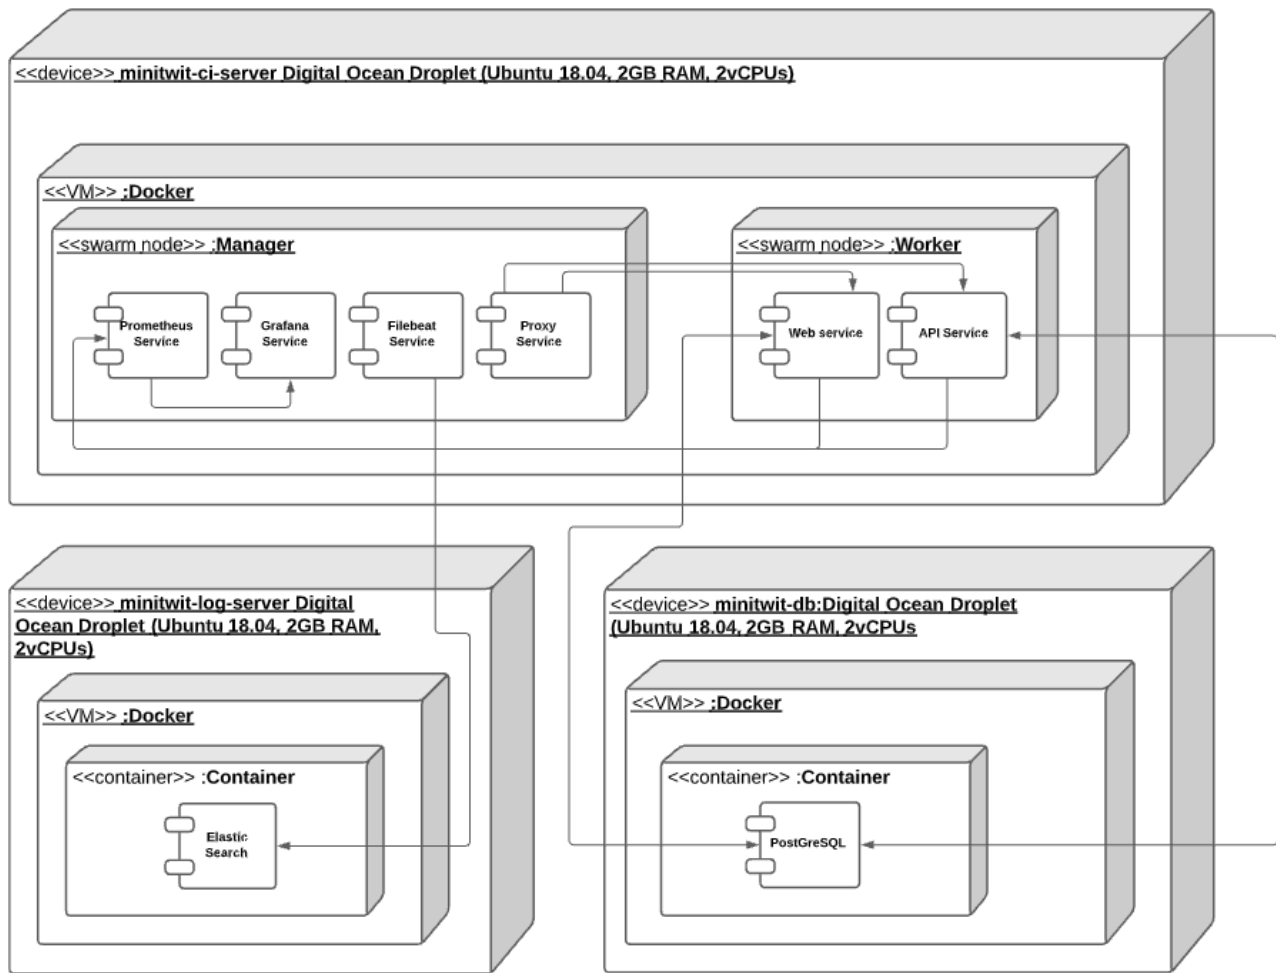 <<device>> minitwit-ci-server Digital Ocean Droplet (Ubuntu 18.04, 2GB RAM, 2vCPUs)
<<VM>> :Docker
<<swarm node>> :Manager
Prometheus
Service
Grafana
Service
Filebeat
Service
Proxy
Service
<<swarm node>> :Worker
Web service
API Service
<<device>> minitwit-log-server Digital
Ocean Droplet (Ubuntu 18.04, 2GB RAM,
2vCPUs)
<<VM>> :Docker
<<container>> :Container
Elastic
Search
<<device>> minitwit-db:Digital Ocean Droplet
(Ubuntu 18.04, 2GB RAM, 2vCPUs
<<VM>> :Docker
<<container>> :Container
PostGreSQL